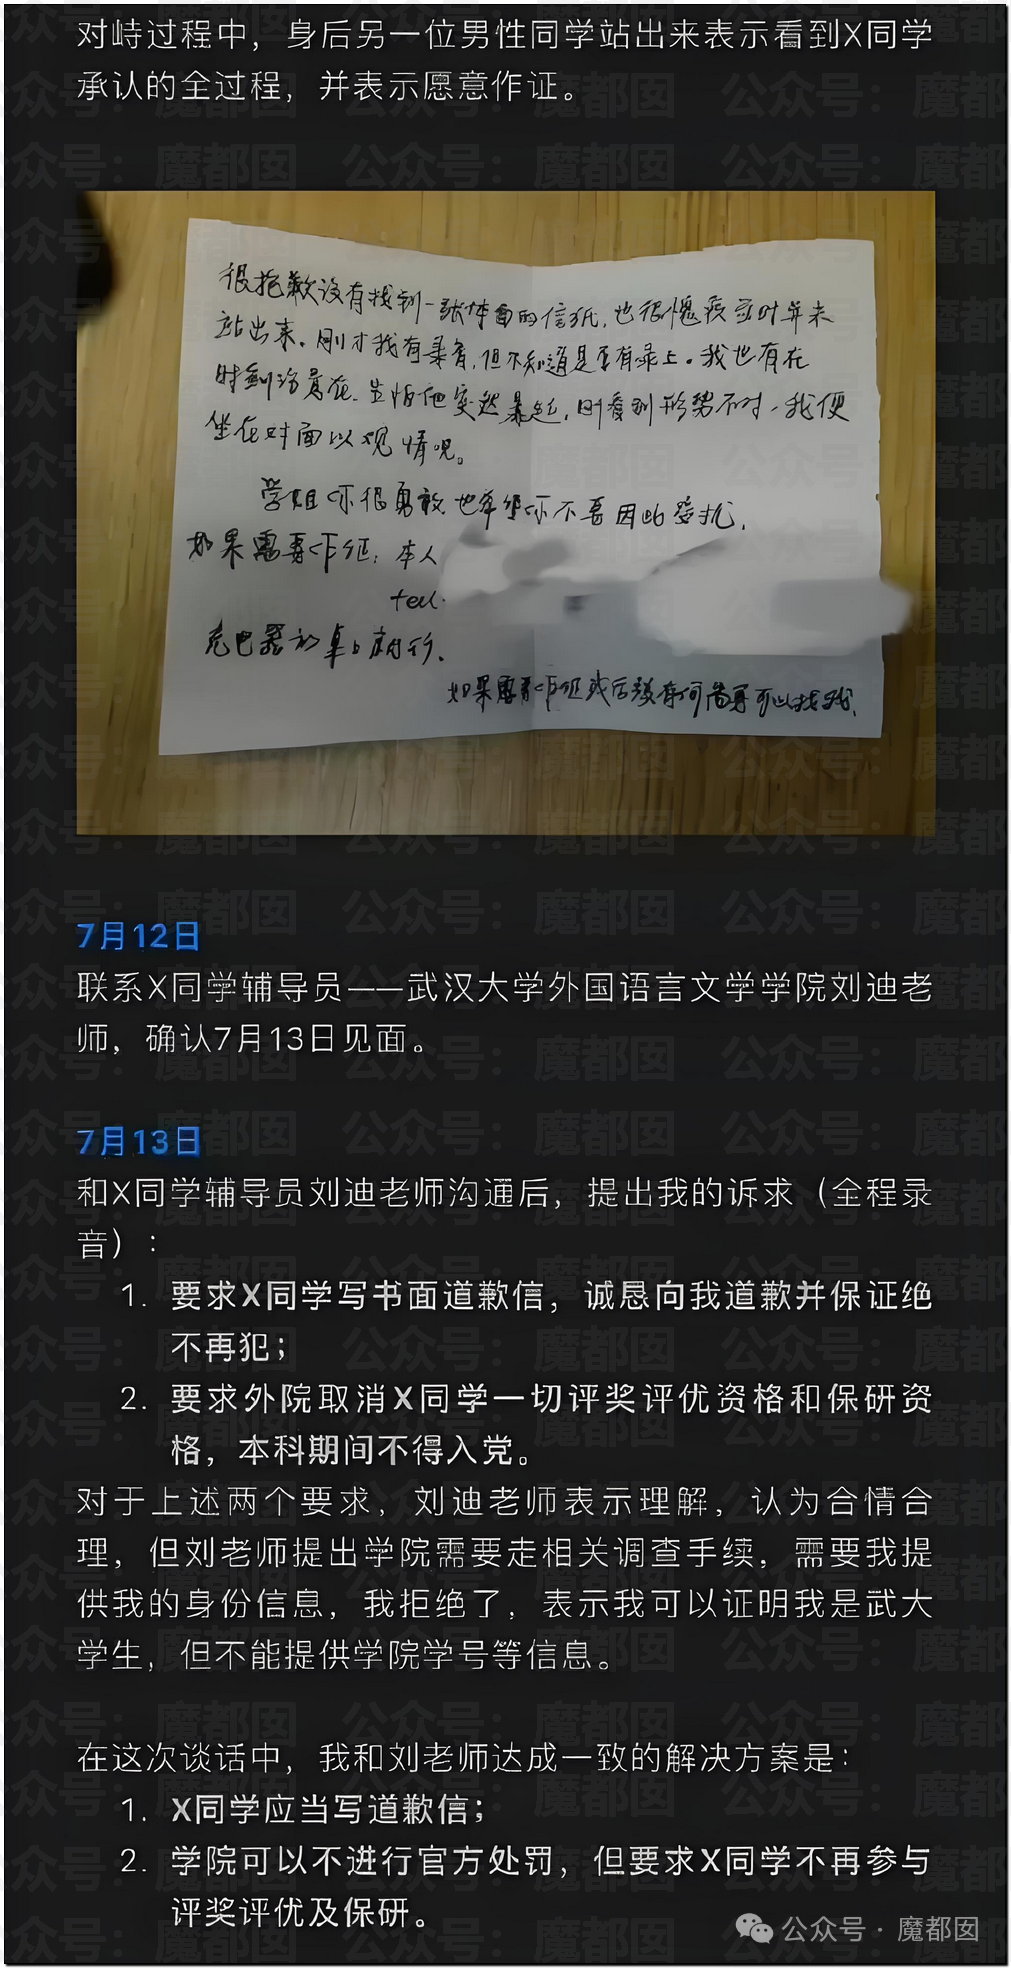 对峙过程中，身后另一位男性同学站出来表示看到X同学
承认的全过程，并表示愿意作证。
很抱歉没有找到一张体面的信纸，也很愧疚当时并未
站出来。刚才我有录音，但不知道是否有录上。我也有在
时刻注意在，生怕他突然暴起，刚看到形势不对，我便
坐在对面以观情况。
学姐你很勇敢也希望你不要因此受扰，
如果需要作证：本人
tel:
充电器放桌上就行。
如果需要作证或后续有何需要可以找我。
7月12日
联系X同学辅导员——武汉大学外国语言文学学院刘迪老
师，确认7月13日见面。
7月13日
和X同学辅导员刘迪老师沟通后，提出我的诉求（全程录
音）：
1. 要求X同学写书面道歉信，诚恳向我道歉并保证绝
不再犯；
2. 要求外院取消X同学一切评奖评优资格和保研资
格，本科期间不得入党。
对于上述两个要求，刘迪老师表示理解，认为合情合
理，但刘老师提出学院需要走相关调查手续，需要我提
供我的身份信息，我拒绝了，表示我可以证明我是武大
学生，但不能提供学院学号等信息。
在这次谈话中，我和刘老师达成一致的解决方案是：
1. X同学应当写道歉信；
2. 学院可以不进行官方处罚，但要求X同学不再参与
评奖评优及保研。
公众号 · 魔都囡